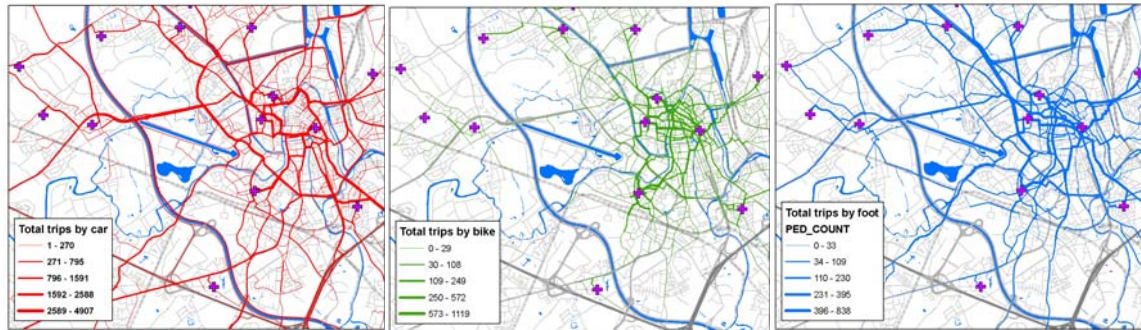 Total trips by car
1 - 270
271 - 795
796 - 1591
1592 - 2588
2589 - 4907
Total trips by bike
0 - 29
30 - 108
109 - 249
250 - 572
573 - 1119
Total trips by foot
PED_COUNT
0 - 33
34 - 109
110 - 230
231 - 395
396 - 838